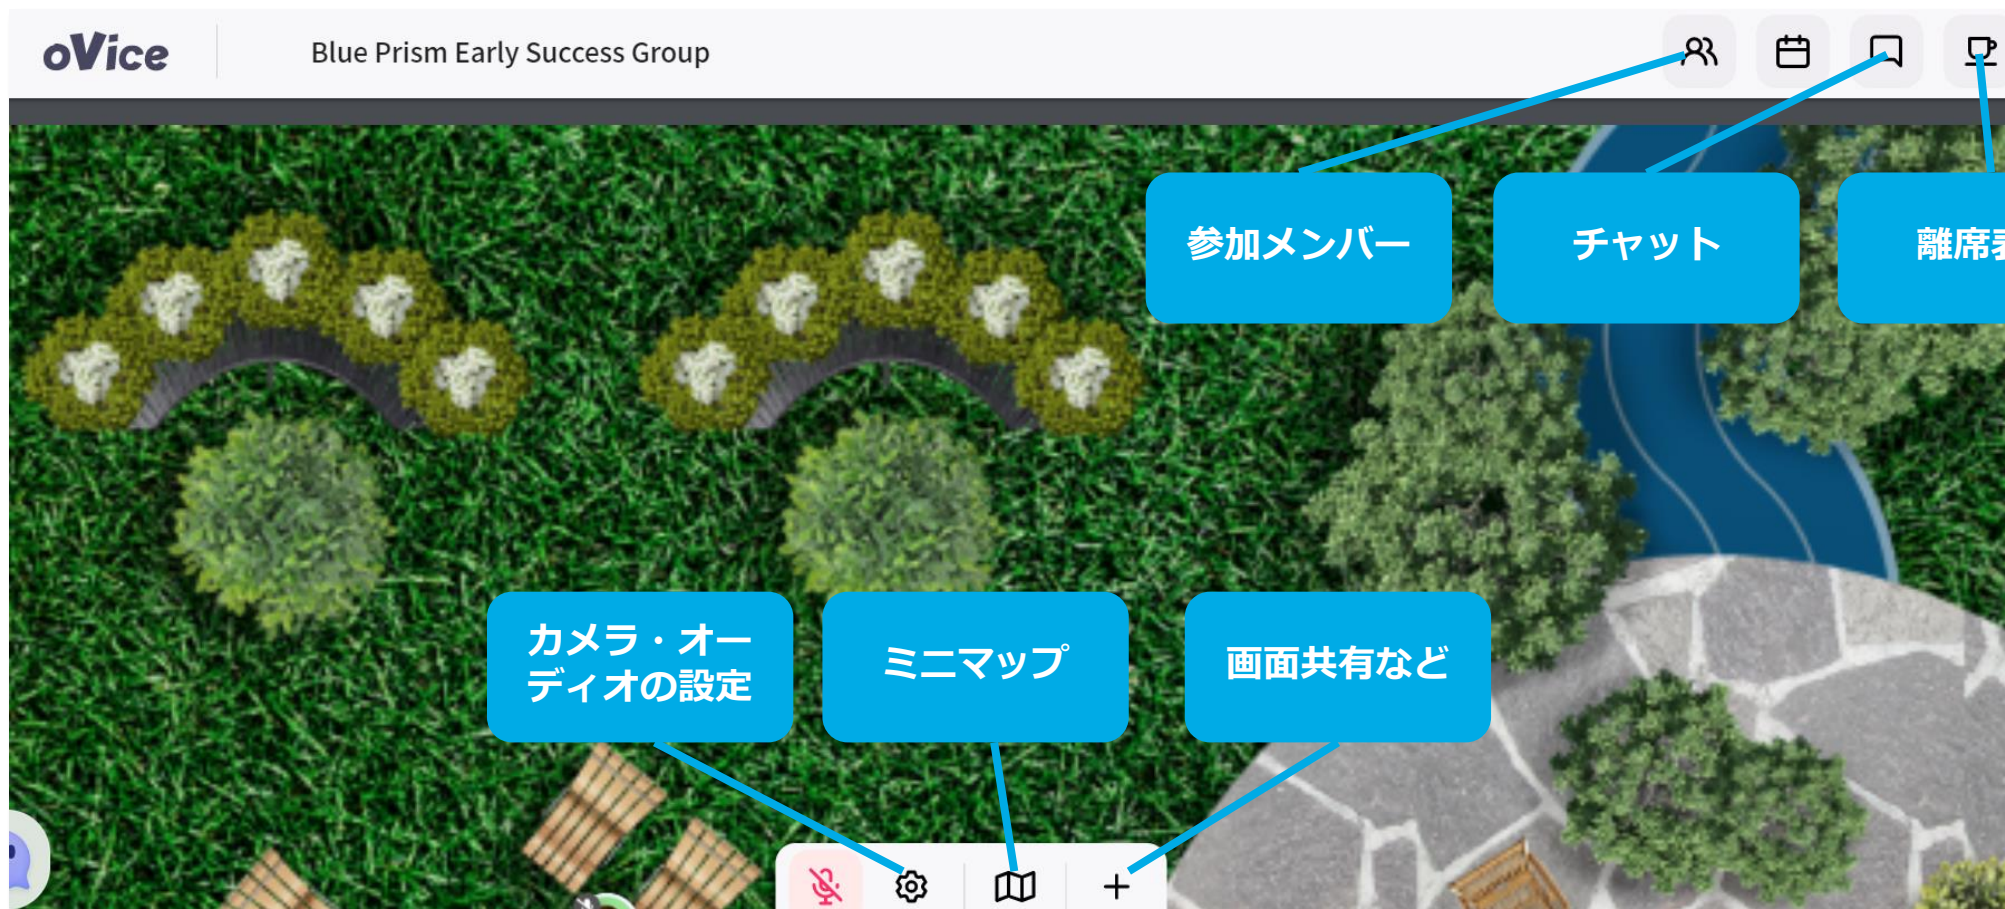 oVice
Blue Prism Early Success Group
参加メンバー
チャット
離席
カメラ・オー
ディオの設定
ミニマップ
画面共有など